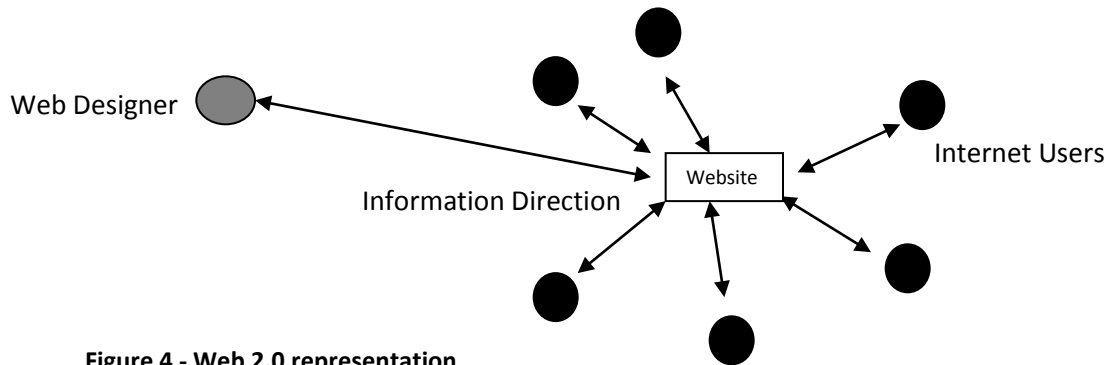 Web Designer
Internet Users
Website
Information Direction
Figure 4 - Web 2.0 representation